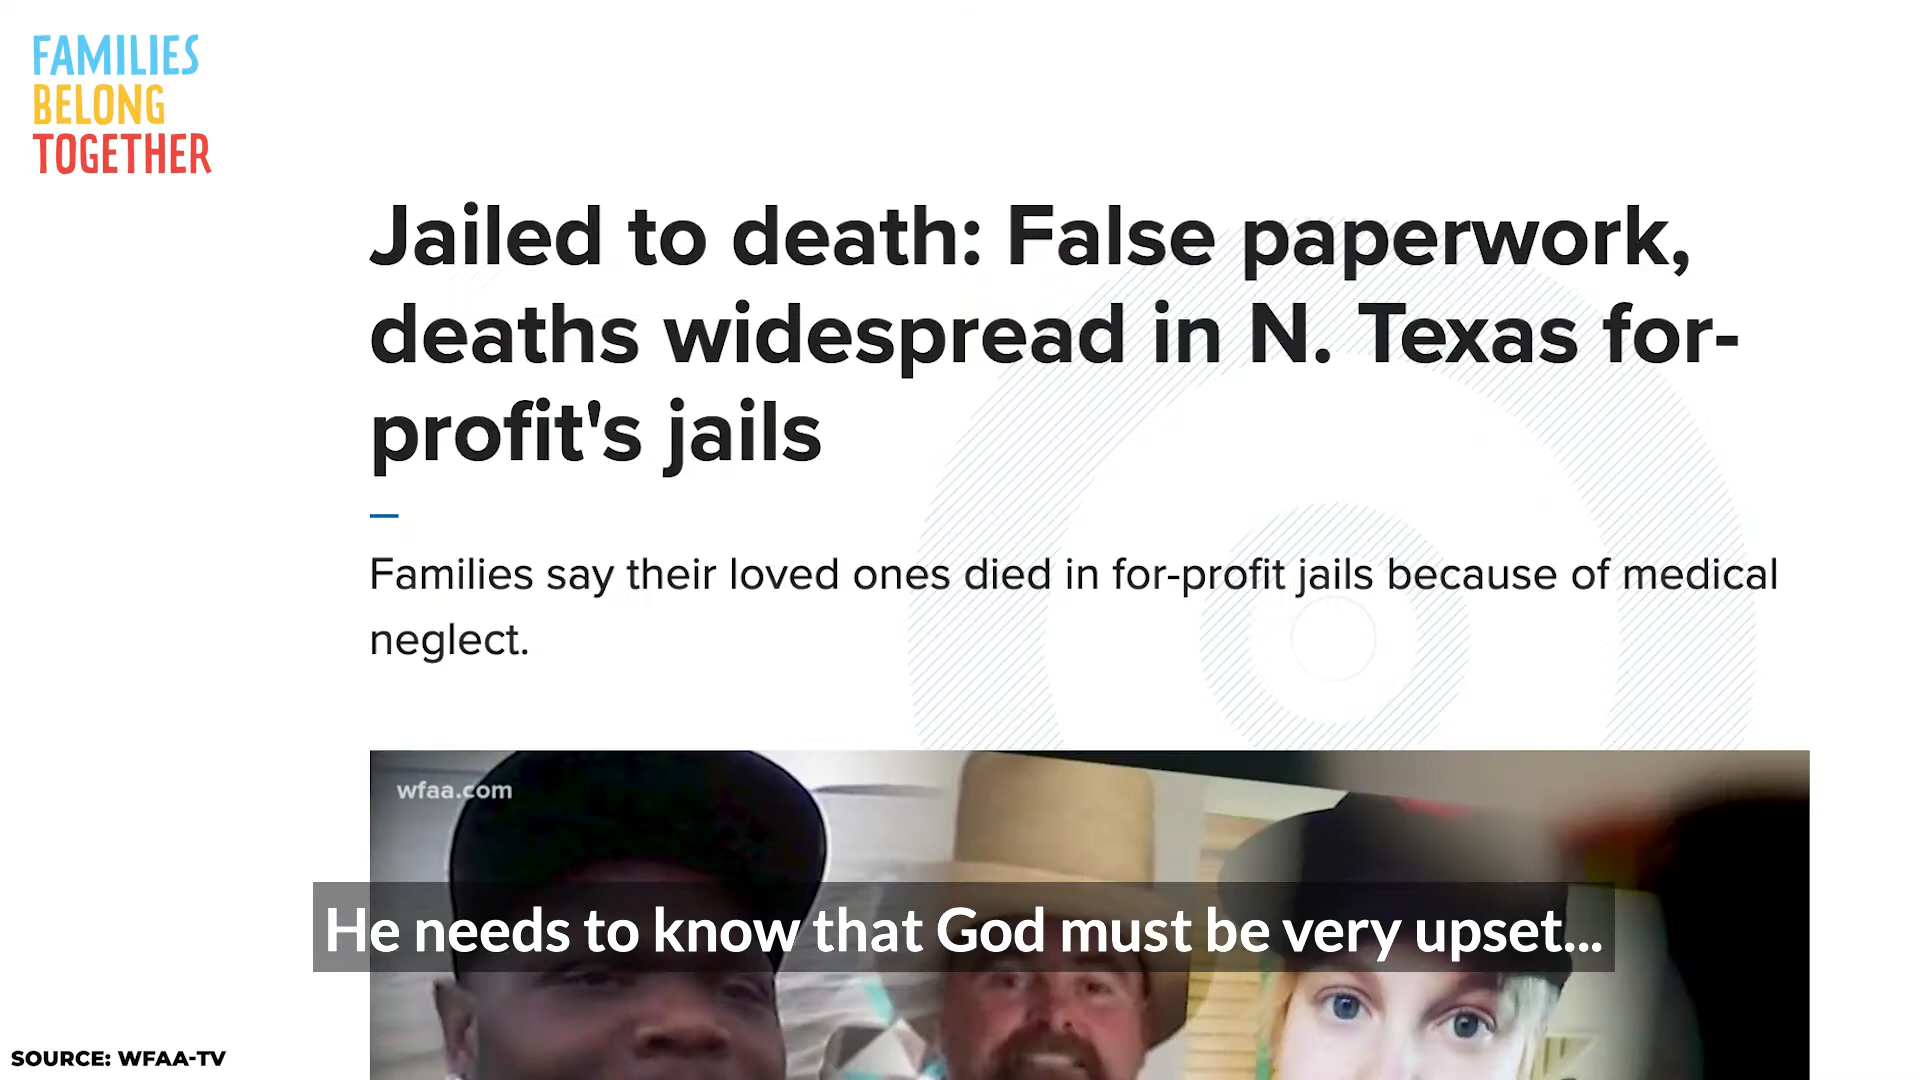 FAMILIES
BELONG
TOGETHER
Jailed to death: False paperwork,
deaths widespread in N. Texas for-
profit's jails
Families say their loved ones died in for-profit jails because of medical
neglect.
wfaa.com
He needs to know that God must be very upset...
SOURCE: WFAA-TV